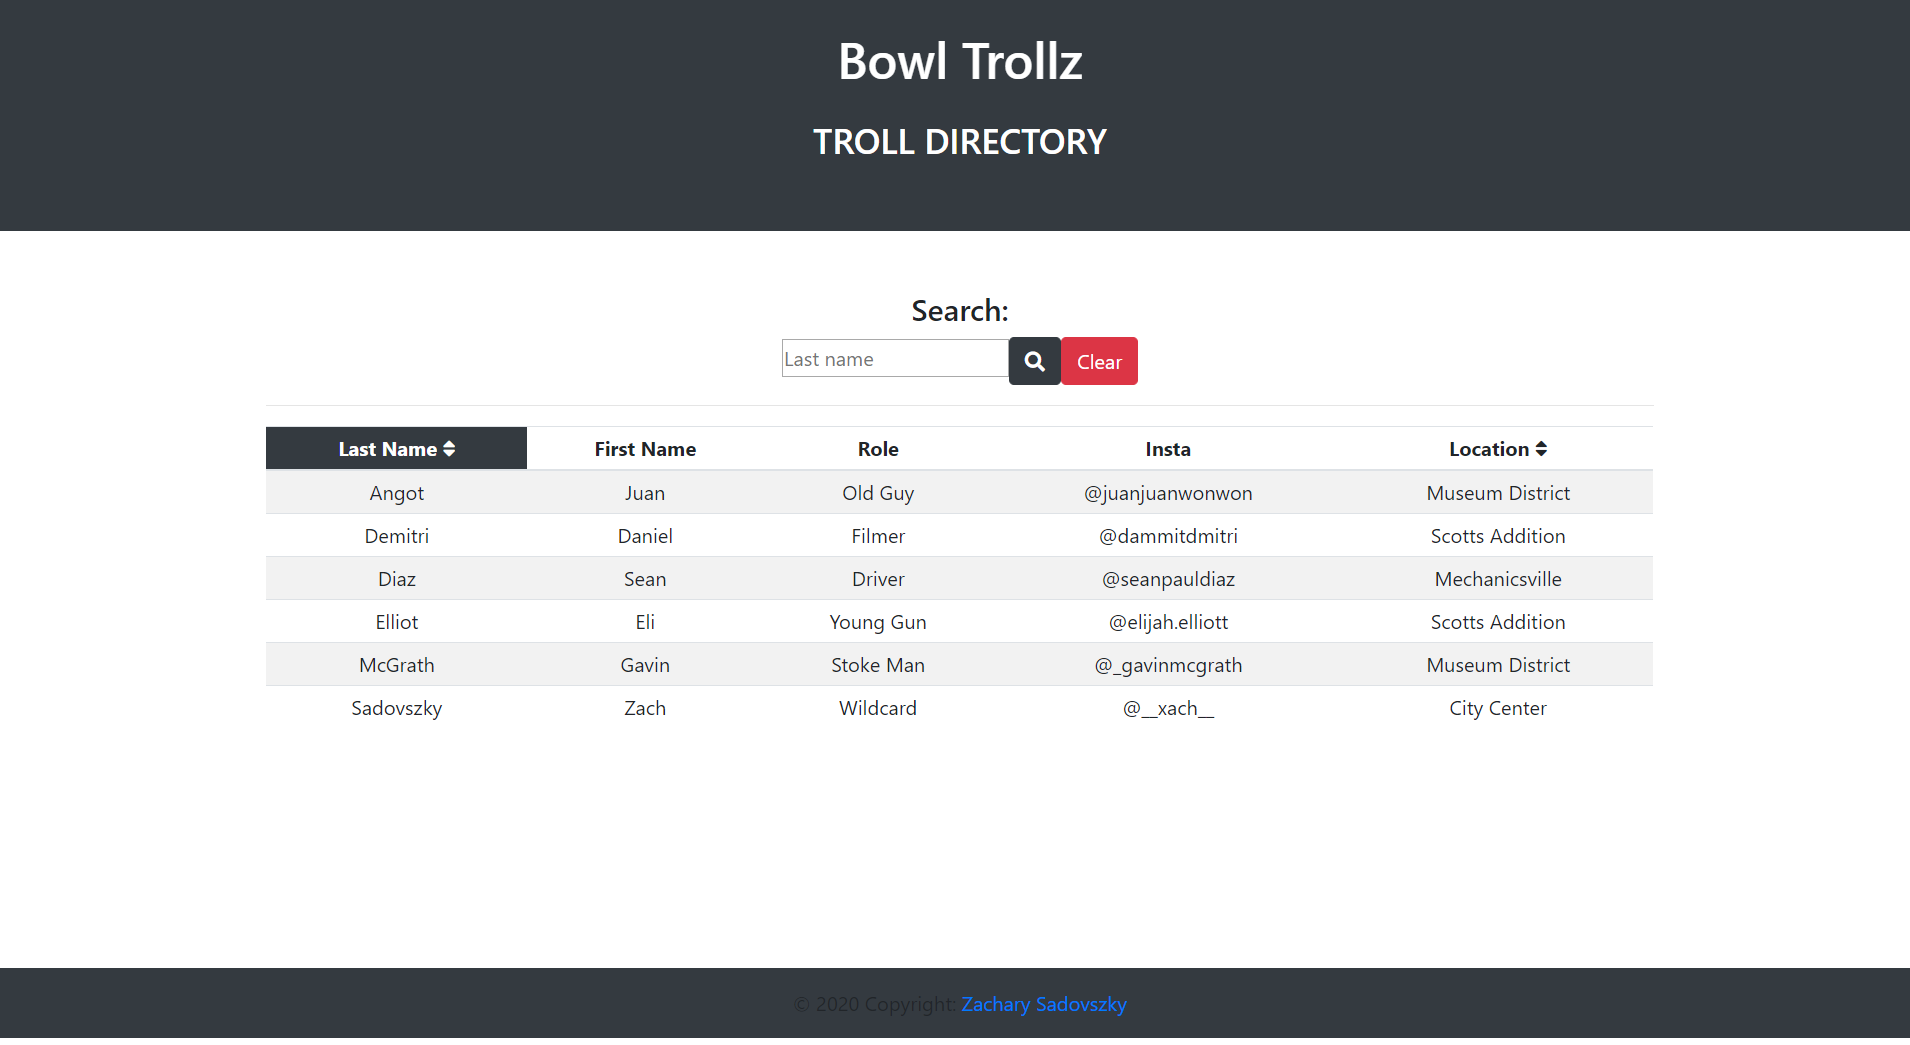 Bowl Trollz
TROLL DIRECTORY
Search:
Last name Clear
Last Name First Name Role Insta Location
Angot Juan Old Guy @juanjuanwonwon Museum District
Demitri Daniel Filmer @dammitdmitri Scotts Addition
Diaz Sean Driver @seanpauldiaz Mechanicsville
Elliot Eli Young Gun @elijah.elliott Scotts Addition
McGrath Gavin Stoke Man @_gavinmcgrath Museum District
Sadovszky Zach Wildcard @__xach__ City Center
© 2020 Copyright: Zachary Sadovszky